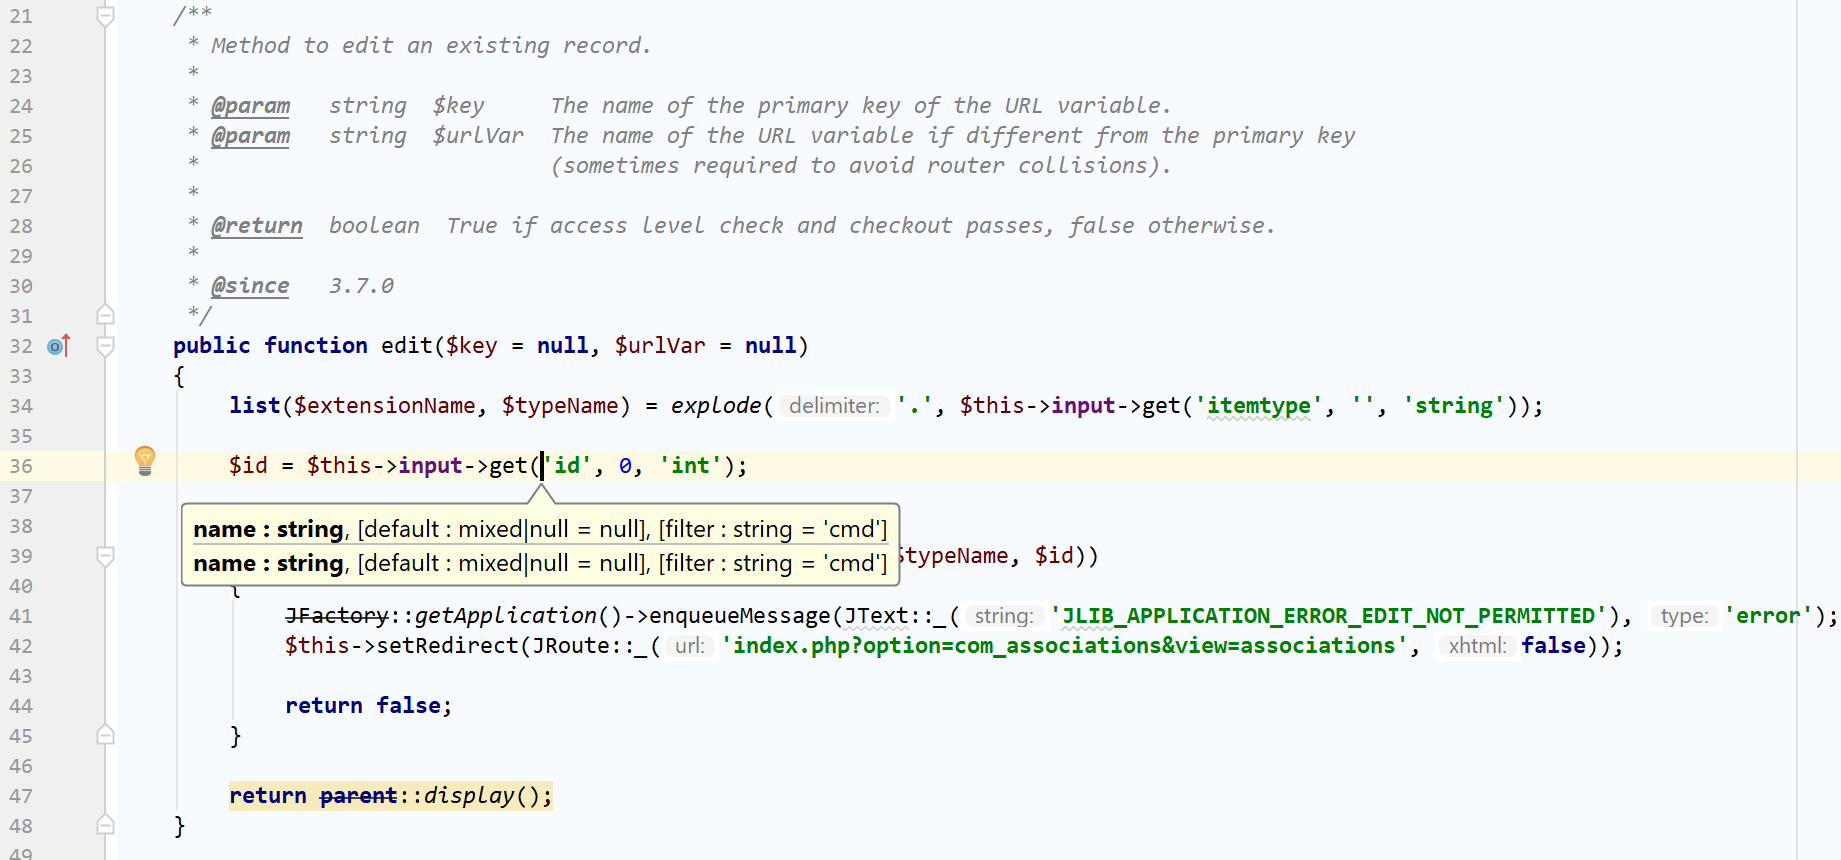 21 /**
22 * Method to edit an existing record.
23 *
24 * @param string $key The name of the primary key of the URL variable.
25 * @param string $urlVar The name of the URL variable if different from the primary key
26 * (sometimes required to avoid router collisions).
27 *
28 * @return boolean True if access level check and checkout passes, false otherwise.
29 *
30 * @since 3.7.0
31 */
32 public function edit($key = null, $urlVar = null)
33 {
34 list($extensionName, $typeName) = explode( delimiter: '.', $this->input->get('itemtype', '', 'string'));
35
36 $id = $this->input->get('id', 0, 'int');
37
name : string, [default : mixed|null = null], [filter : string = 'cmd']
38
39 $typeName, $id))
name : string, [default : mixed|null = null], [filter : string = 'cmd']
40 {
41 JFactory::getApplication()->enqueueMessage(JText::_( string: 'JLIB_APPLICATION_ERROR_EDIT_NOT_PERMITTED'), type: 'error');
42 $this->setRedirect(JRoute::_( url: 'index.php?option=com_associations&view=associations', xhtml: false));
43
44 return false;
45 }
46
47 return parent::display();
48 }
49